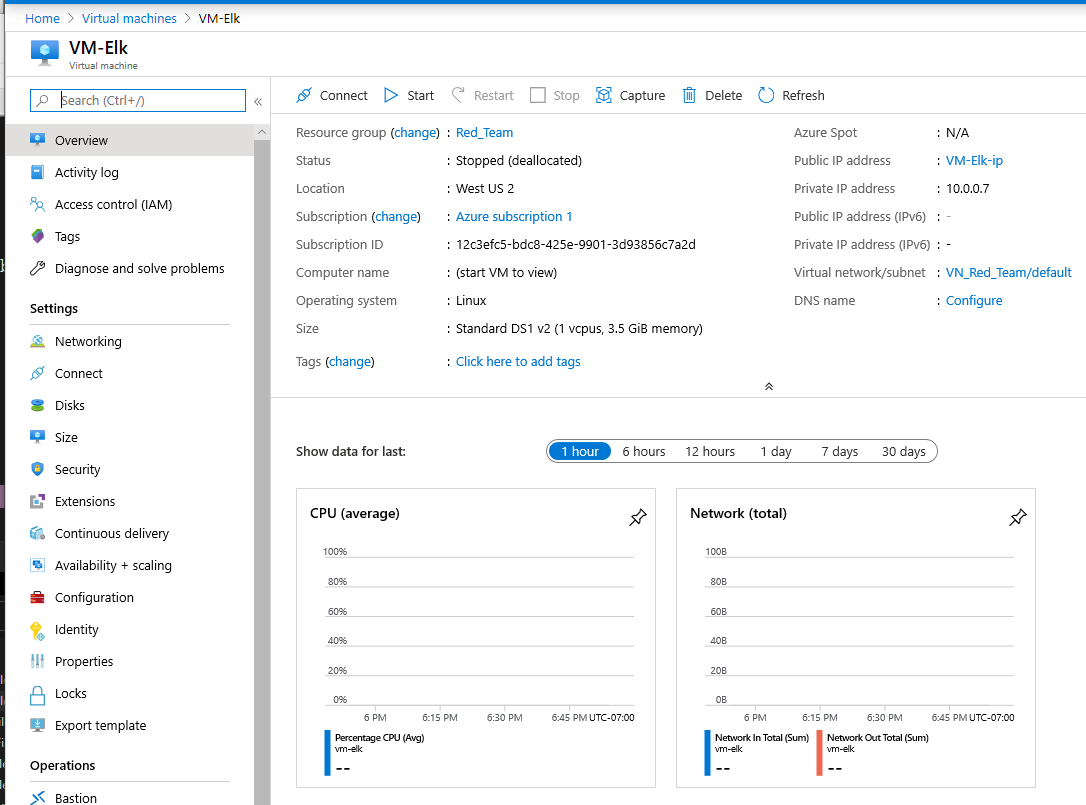 Home > Virtual machines > VM-Elk
VM-Elk
Virtual machine
Search (Ctrl+/)
«
Overview
Activity log
Access control (IAM)
Tags
Diagnose and solve problems
Settings
Networking
Connect
Disks
Size
Security
Extensions
Continuous delivery
Availability + scaling
Configuration
Identity
Properties
Locks
Export template
Operations
Bastion
Connect Start Restart Stop Capture Delete Refresh
Resource group (change) : Red_Team
Status : Stopped (deallocated)
Location : West US 2
Subscription (change) : Azure subscription 1
Subscription ID : 12c3efc5-bdc8-425e-9901-3d93856c7a2d
Computer name : (start VM to view)
Operating system : Linux
Size : Standard DS1 v2 (1 vcpus, 3.5 GiB memory)
Tags (change) : Click here to add tags
Azure Spot : N/A
Public IP address : VM-Elk-ip
Private IP address : 10.0.0.7
Public IP address (IPv6) : -
Private IP address (IPv6) : -
Virtual network/subnet : VN_Red_Team/default
DNS name : Configure
Show data for last: 1 hour 6 hours 12 hours 1 day 7 days 30 days
CPU (average)
100%
80%
60%
40%
20%
0%
6 PM 6:15 PM 6:30 PM 6:45 PM UTC-07:00
Percentage CPU (Avg)
vm-elk
--
Network (total)
100B
80B
60B
40B
20B
0B
6 PM 6:15 PM 6:30 PM 6:45 PM UTC-07:00
Network In Total (Sum)
vm-elk
--
Network Out Total (Sum)
vm-elk
--